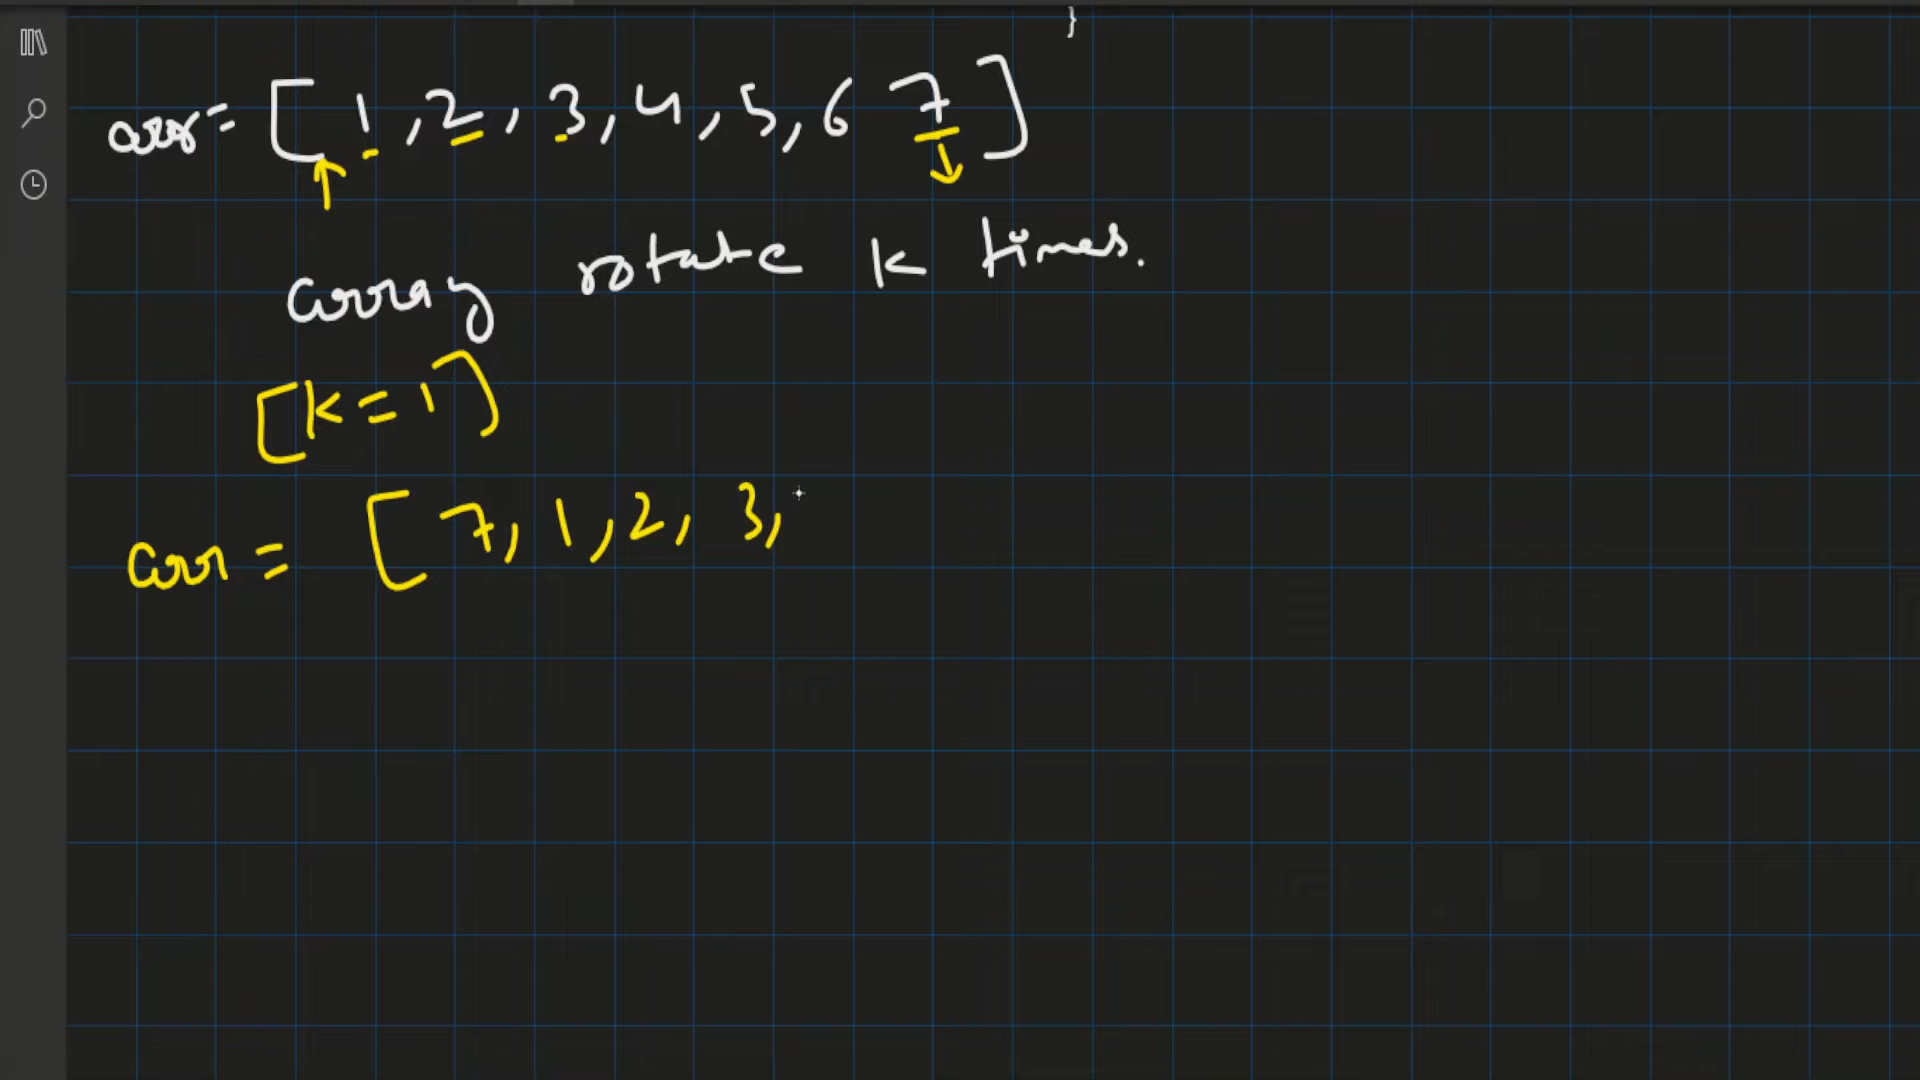 }
arr = [ 1 , 2 , 3 , 4 , 5 , 6 7 ]
array rotate k times.
[k = 1]
arr = [ 7 , 1 , 2 , 3 ,